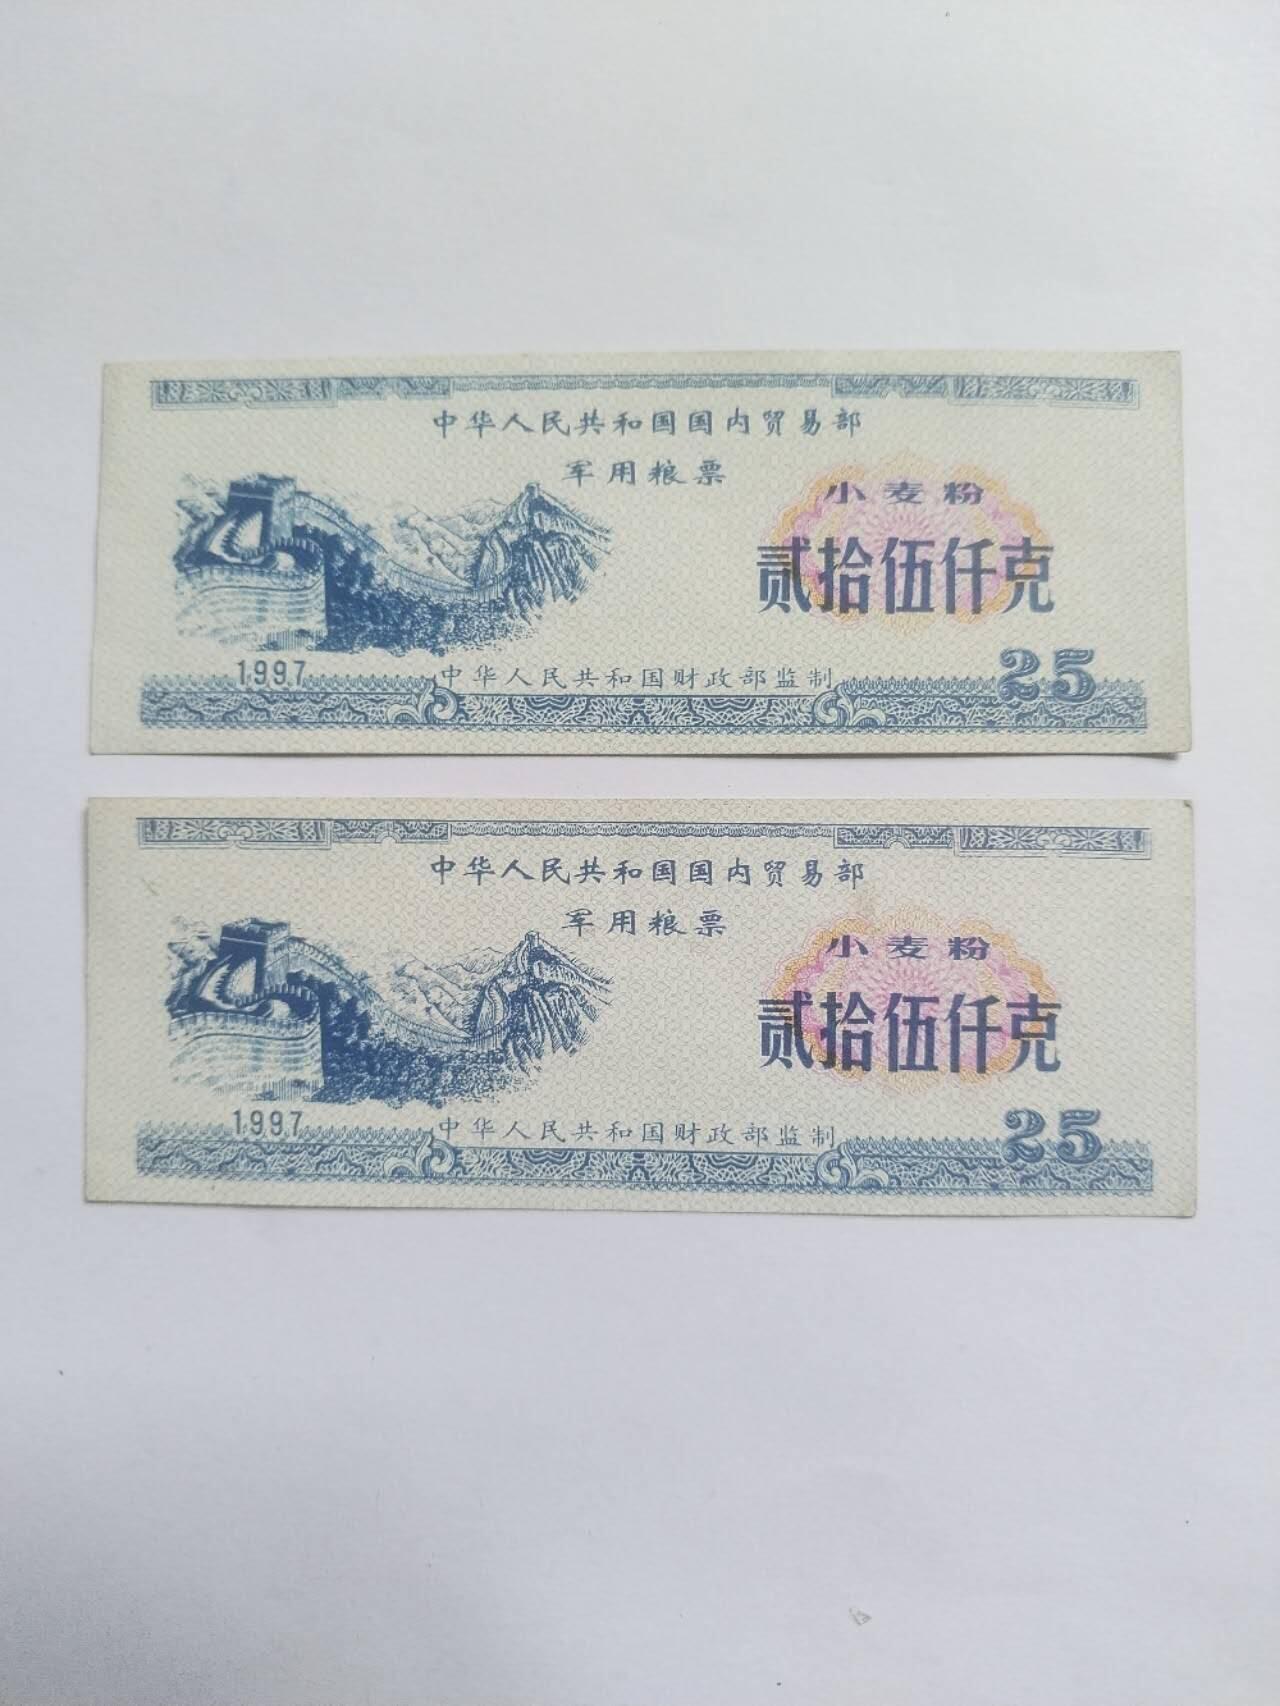 中华人民共和国国内贸易部
军用粮票
小麦粉
贰拾伍仟克
1997
中华人民共和国财政部监制
25
中华人民共和国国内贸易部
军用粮票
小麦粉
贰拾伍仟克
1997
中华人民共和国财政部监制
25